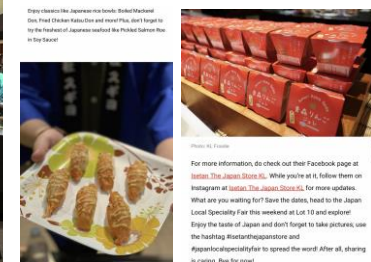 Enjoy classics like Japanese rice bowls: Boiled Mackerel
Don, Fried Chicken Katsu Don and more! Plus, don't forget to
try the freshest of Japanese seafood like Pickled Salmon Roe
in Soy Sauce!
Photo: KL Foodie
For more information, do check out their Facebook page at
Isetan The Japan Store KL. While you're at it, follow them on
Instagram at Isetan The Japan Store KL for more updates.
What are you waiting for? Save the dates, head to the Japan
Local Speciality Fair this weekend at Lot 10 and explore!
Enjoy the taste of Japan and don't forget to take pictures, use
the hashtag #isetanthejapanstore and
#japanlocalspecialityfair to spread the word! After all, sharing
is caring. Bye for now!